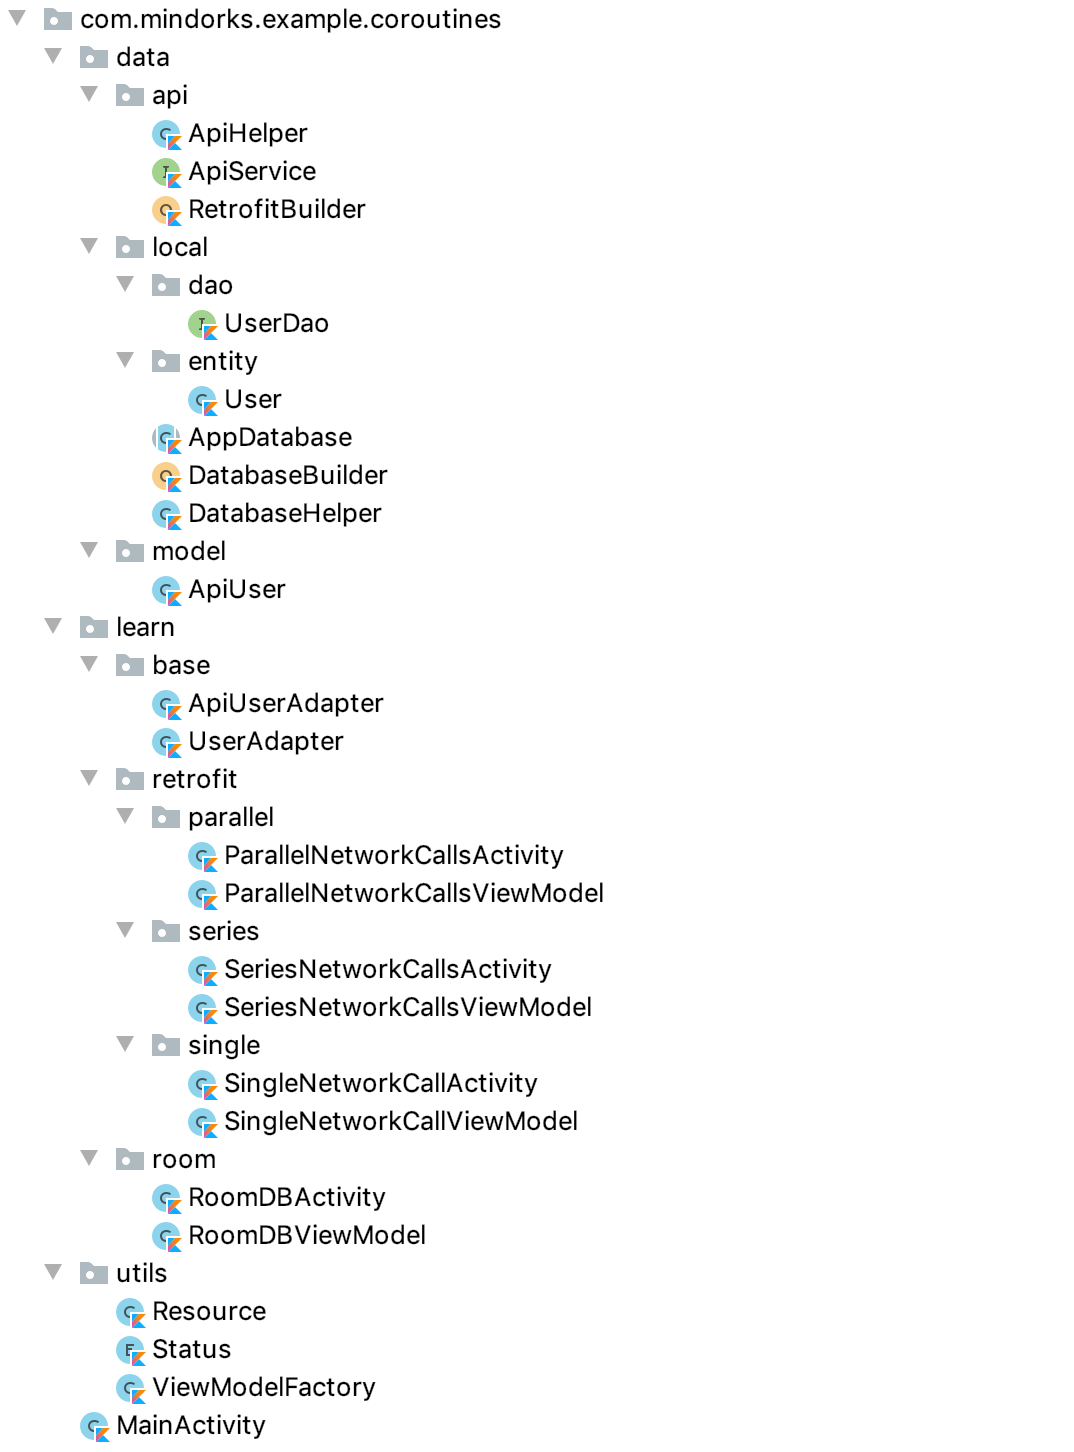 com.mindorks.example.coroutines
data
api
ApiHelper
ApiService
RetrofitBuilder
local
dao
UserDao
entity
User
AppDatabase
DatabaseBuilder
DatabaseHelper
model
ApiUser
learn
base
ApiUserAdapter
UserAdapter
retrofit
parallel
ParallelNetworkCallsActivity
ParallelNetworkCallsViewModel
series
SeriesNetworkCallsActivity
SeriesNetworkCallsViewModel
single
SingleNetworkCallActivity
SingleNetworkCallViewModel
room
RoomDBActivity
RoomDBViewModel
utils
Resource
Status
ViewModelFactory
MainActivity